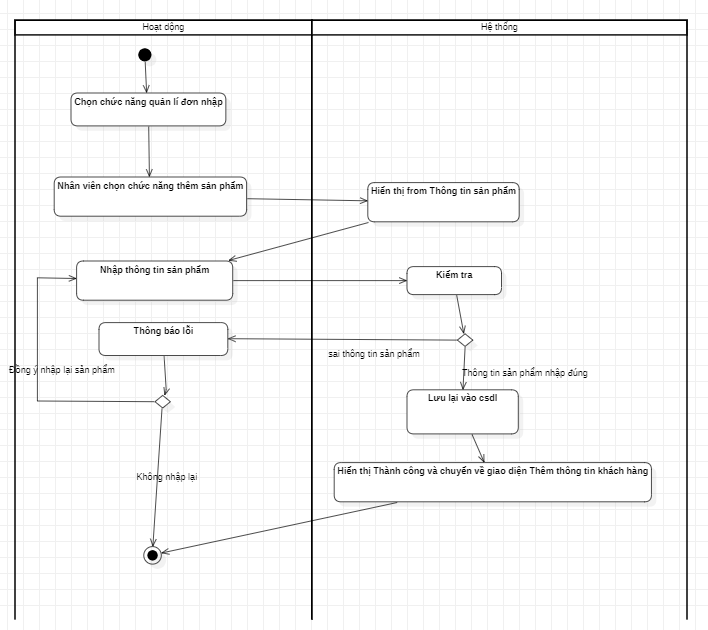 Hoạt động
Hệ thống
Chọn chức năng quản lí đơn nhập
Nhân viên chọn chức năng thêm sản phẩm
Hiển thị from Thông tin sản phẩm
Nhập thông tin sản phẩm
Kiểm tra
Thông báo lỗi
sai thông tin sản phẩm
Đồng ý nhập lại sản phẩm
Thông tin sản phẩm nhập đúng
Lưu lại vào csdl
Hiển thị Thành công và chuyển về giao diện Thêm thông tin khách hàng
Không nhập lại